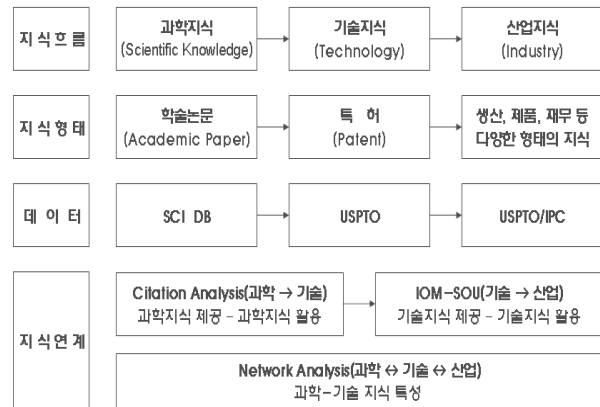 지식흐름
과학지식
(Scientific Knowledge)
기술지식
(Technology)
산업지식
(Industry)
지식형태
학술논문
(Academic Paper)
특 허
(Patent)
생산, 제품, 재무 등
다양한 형태의 지식
데 이 터
SCI DB
USPTO
USPTO/IPC
지식연계
Citation Analysis(과학 → 기술)
과학지식 제공 - 과학지식 활용
IOM-SOU(기술 → 산업)
기술지식 제공 - 기술지식 활용
Network Analysis(과학 ↔ 기술 ↔ 산업)
과학-기술 지식 특성